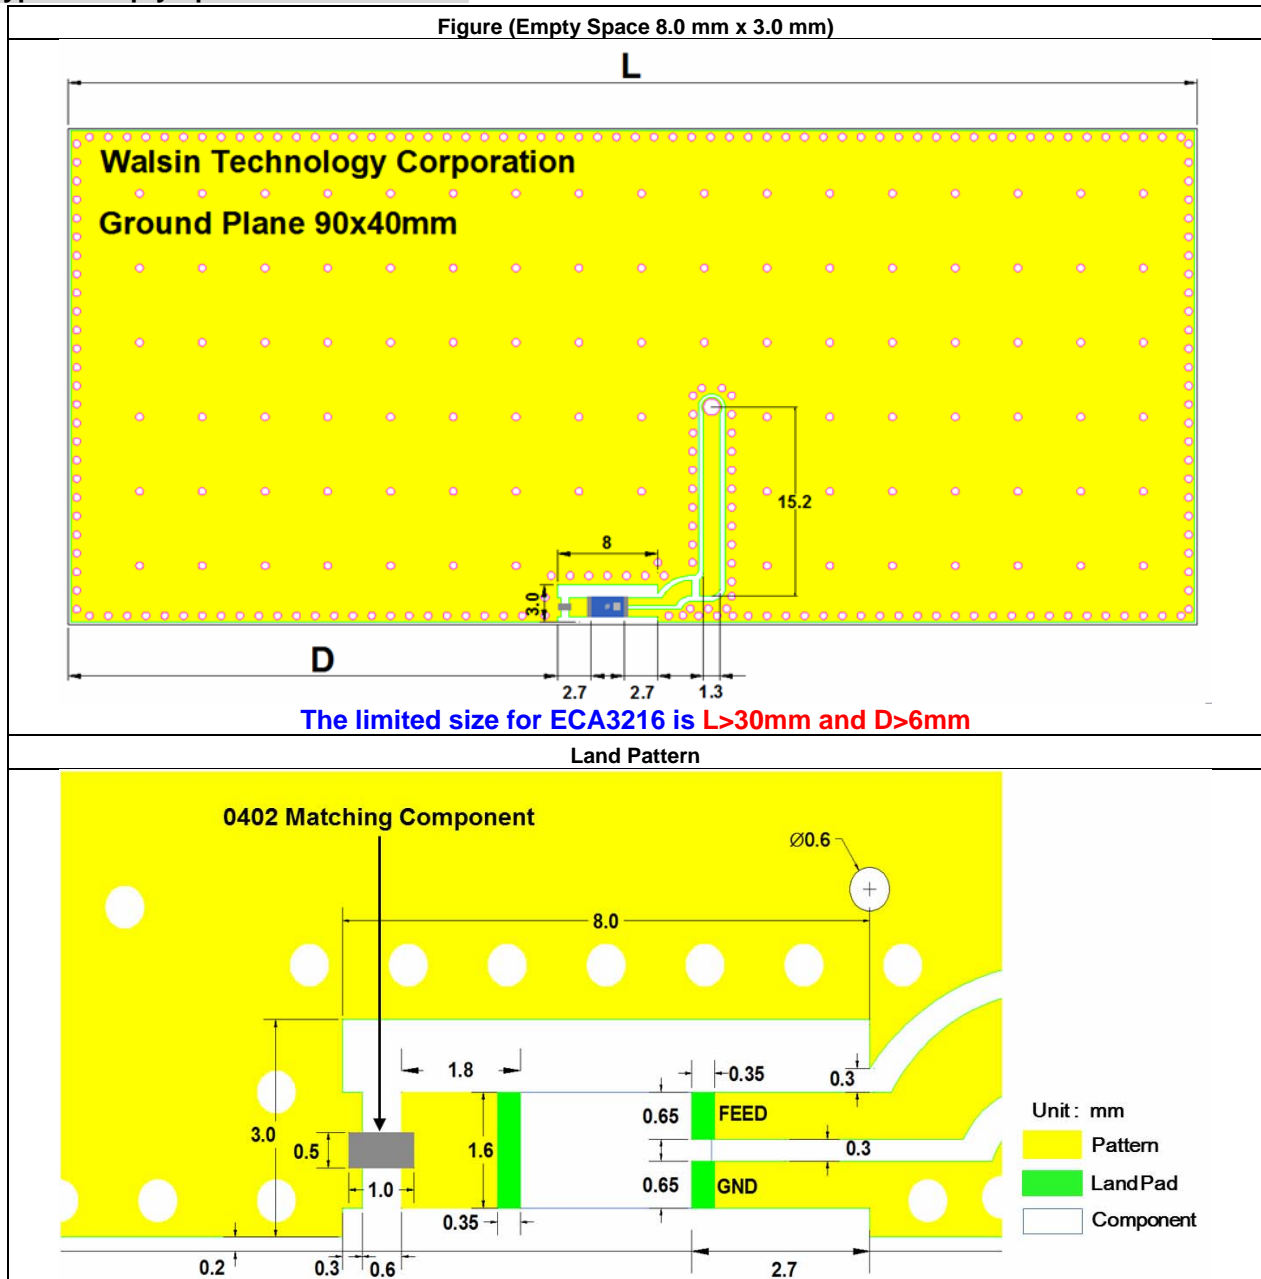 Figure (Empty Space 8.0 mm x 3.0 mm)
L
Walsin Technology Corporation
Ground Plane 90x40mm
15.2
8
3.0
D
2.7
2.7
1.3
The limited size for ECA3216 is L>30mm and D>6mm
Land Pattern
0402 Matching Component
Ø0.6
8.0
1.8
0.35
0.3
0.65
FEED
3.0
0.5
1.6
0.3
1.0
0.65
GND
0.35
0.2
0.3
0.6
2.7
Unit: mm
Pattern
Land Pad
Component